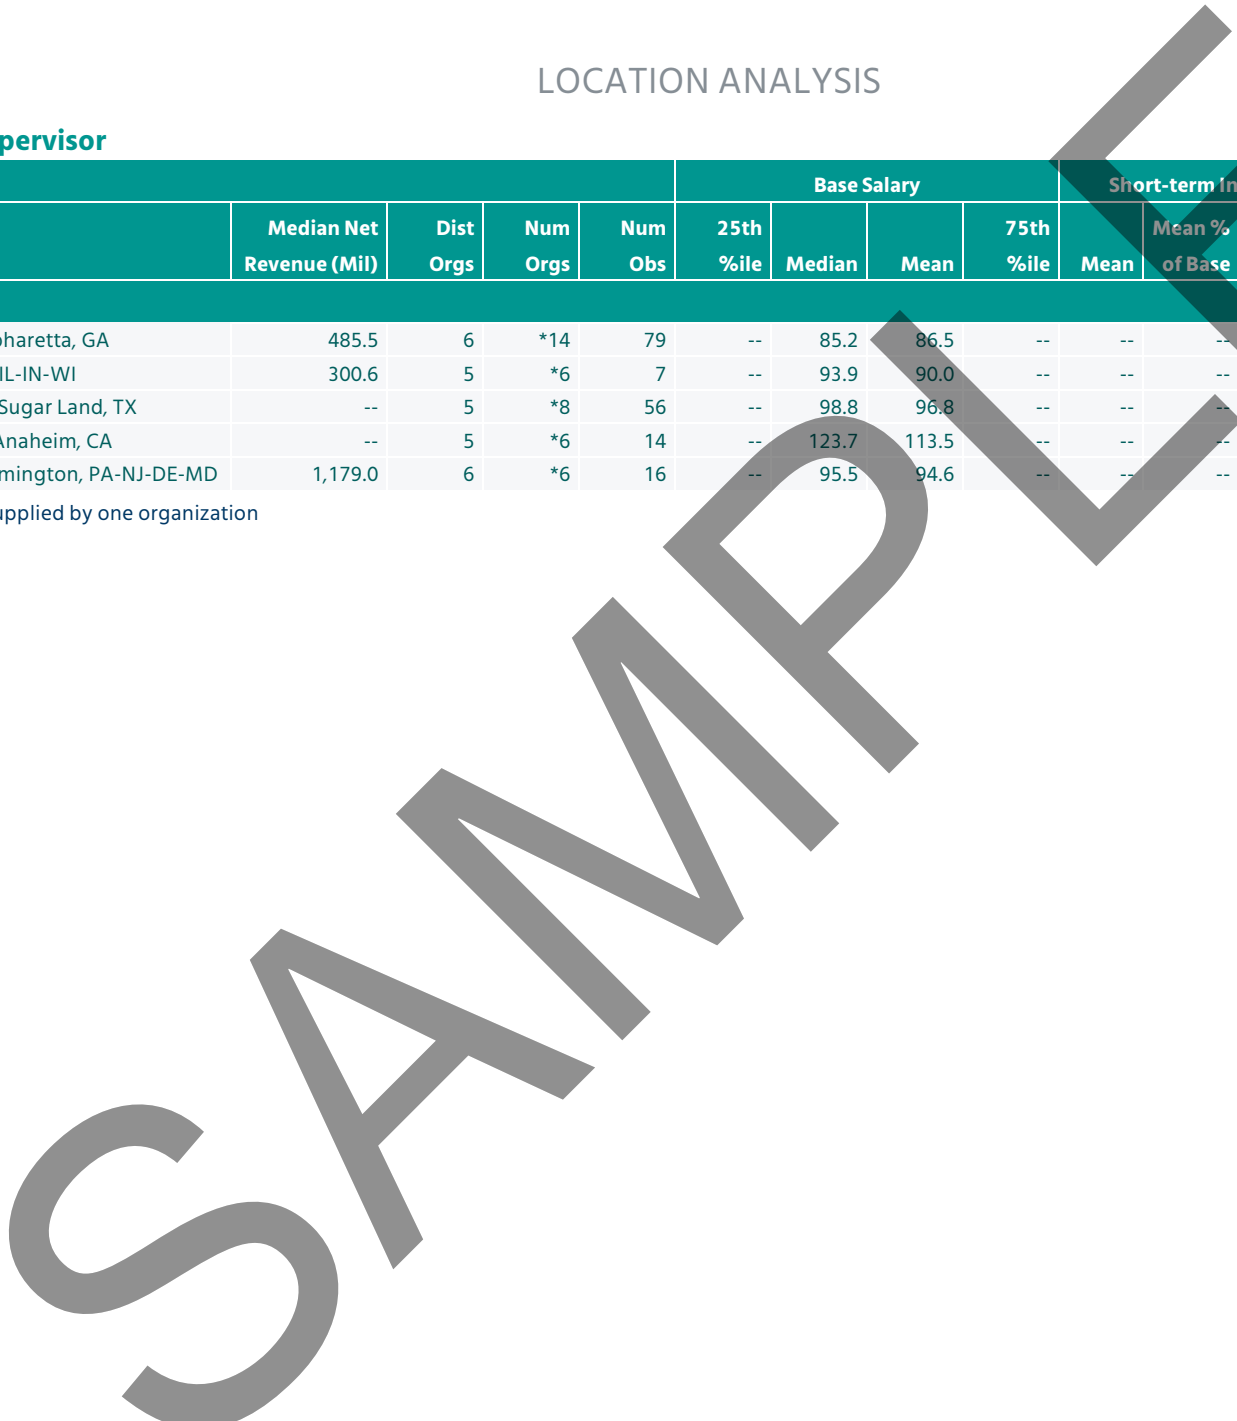 LOCATION ANALYSIS
pervisor
Base Salary Short-term In
Median Net Dist Num Num 25th 75th Mean %
Revenue (Mil) Orgs Orgs Obs %ile Median Mean %ile Mean of Base
pharetta, GA 485.5 6 *14 79 -- 85.2 86.5 -- -- --
IL-IN-WI 300.6 5 *6 7 -- 93.9 90.0 -- -- --
Sugar Land, TX -- 5 *8 56 -- 98.8 96.8 -- -- --
Anaheim, CA -- 5 *6 14 -- 123.7 113.5 -- -- --
mington, PA-NJ-DE-MD 1,179.0 6 *6 16 -- 95.5 94.6 -- -- --
upplied by one organization
SAMPLE